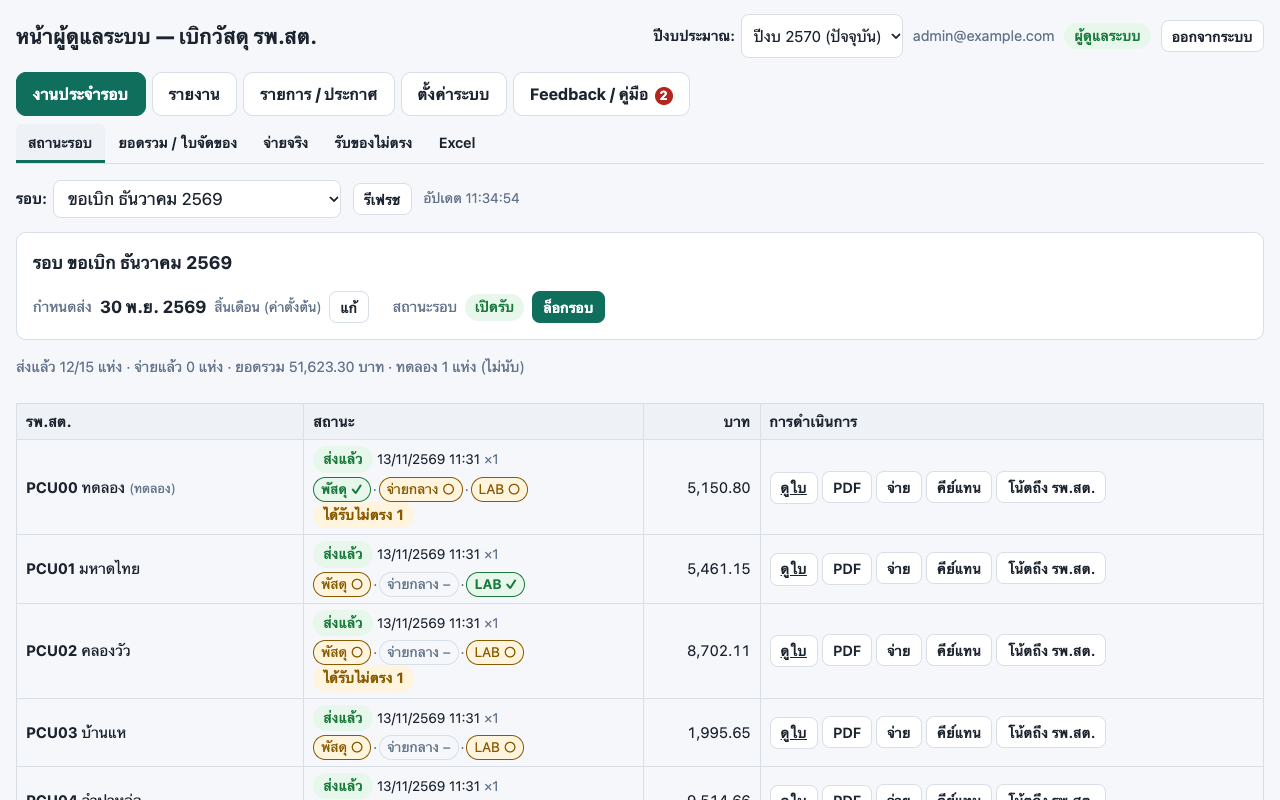 หน้าผู้ดูแลระบบ — เบิกวัสดุ รพ.สต.
ปีงบประมาณ: ปีงบ 2570 (ปัจจุบัน) admin@example.com ผู้ดูแลระบบ ออกจากระบบ
งานประจำรอบ รายงาน รายการ / ประกาศ ตั้งค่าระบบ Feedback / คู่มือ 2
สถานะรอบ ยอดรวม / ใบจัดของ จ่ายจริง รับของไม่ตรง Excel
รอบ: ขอเบิก ธันวาคม 2569 รีเฟรช อัปเดต 11:34:54
รอบ ขอเบิก ธันวาคม 2569
กำหนดส่ง 30 พ.ย. 2569 สิ้นเดือน (ค่าตั้งต้น) แก้ สถานะรอบ เปิดรับ ล็อกรอบ
ส่งแล้ว 12/15 แห่ง · จ่ายแล้ว 0 แห่ง · ยอดรวม 51,623.30 บาท · ทดลอง 1 แห่ง (ไม่นับ)
รพ.สต. สถานะ บาท การดำเนินการ
ส่งแล้ว 13/11/2569 11:31 ×1
PCU00 ทดลอง (ทดลอง) พัสดุ ✓ · จ่ายกลาง ○ · LAB ○ 5,150.80 ดูใบ PDF จ่าย คีย์แทน โน้ตถึง รพ.สต.
ได้รับไม่ตรง 1
ส่งแล้ว 13/11/2569 11:31 ×1
PCU01 มหาดไทย พัสดุ ○ · จ่ายกลาง – · LAB ✓ 5,461.15 ดูใบ PDF จ่าย คีย์แทน โน้ตถึง รพ.สต.
ส่งแล้ว 13/11/2569 11:31 ×1
PCU02 คลองวัว พัสดุ ○ · จ่ายกลาง – · LAB ○ 8,702.11 ดูใบ PDF จ่าย คีย์แทน โน้ตถึง รพ.สต.
ได้รับไม่ตรง 1
ส่งแล้ว 13/11/2569 11:31 ×1
PCU03 บ้านแห พัสดุ ○ · จ่ายกลาง – · LAB ○ 1,995.65 ดูใบ PDF จ่าย คีย์แทน โน้ตถึง รพ.สต.
ส่งแล้ว 13/11/2569 11:31 ×1